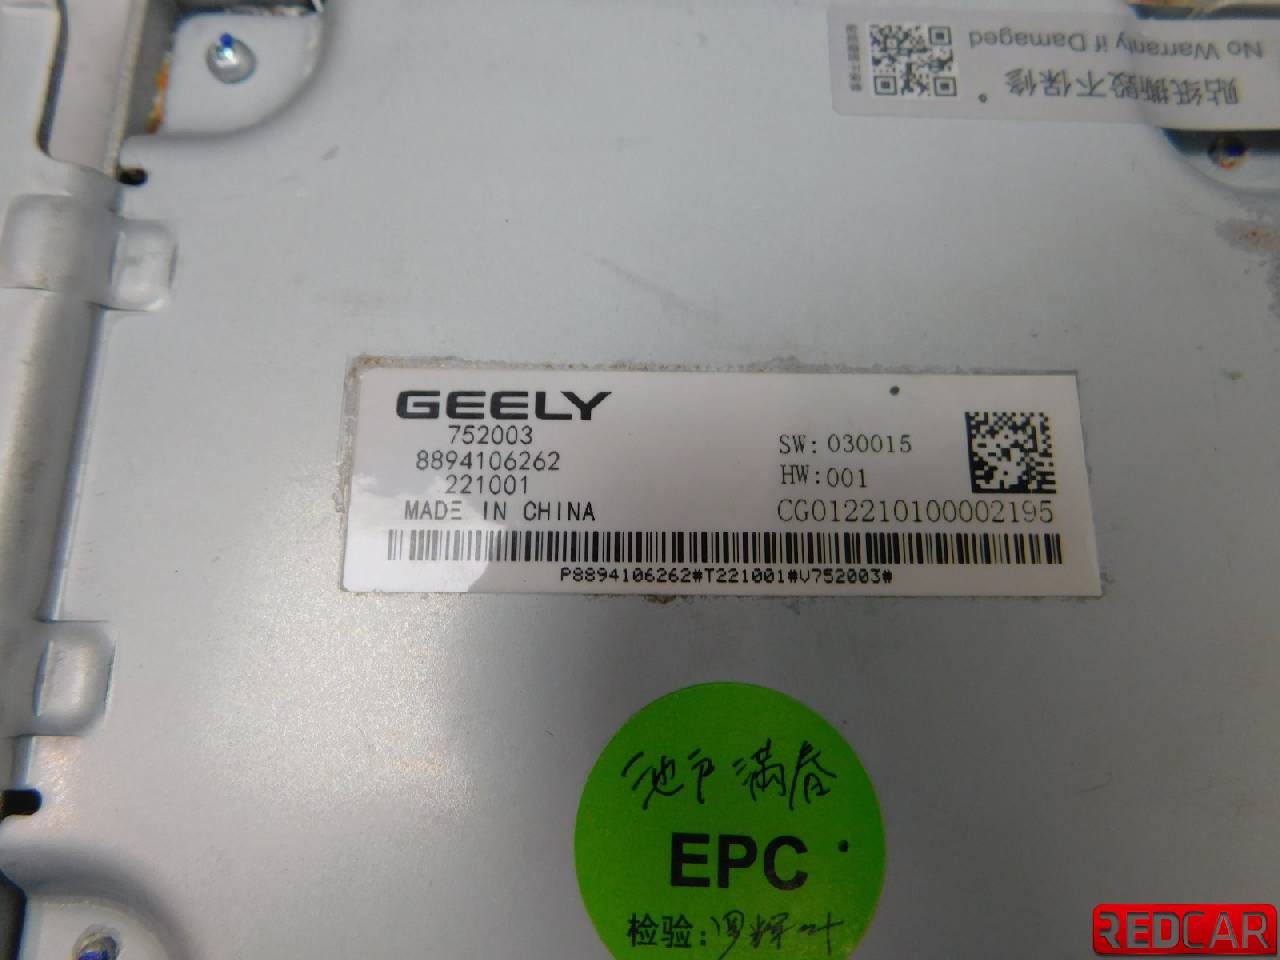 No Warranty if Damaged
贴纸撕毁不保修
GEELY
752003
8894106262
221001
MADE IN CHINA
SW: 030015
HW:001
CG012210100002195
P8894106262#T221001#V752003#
EPC
检验:
REDCAR